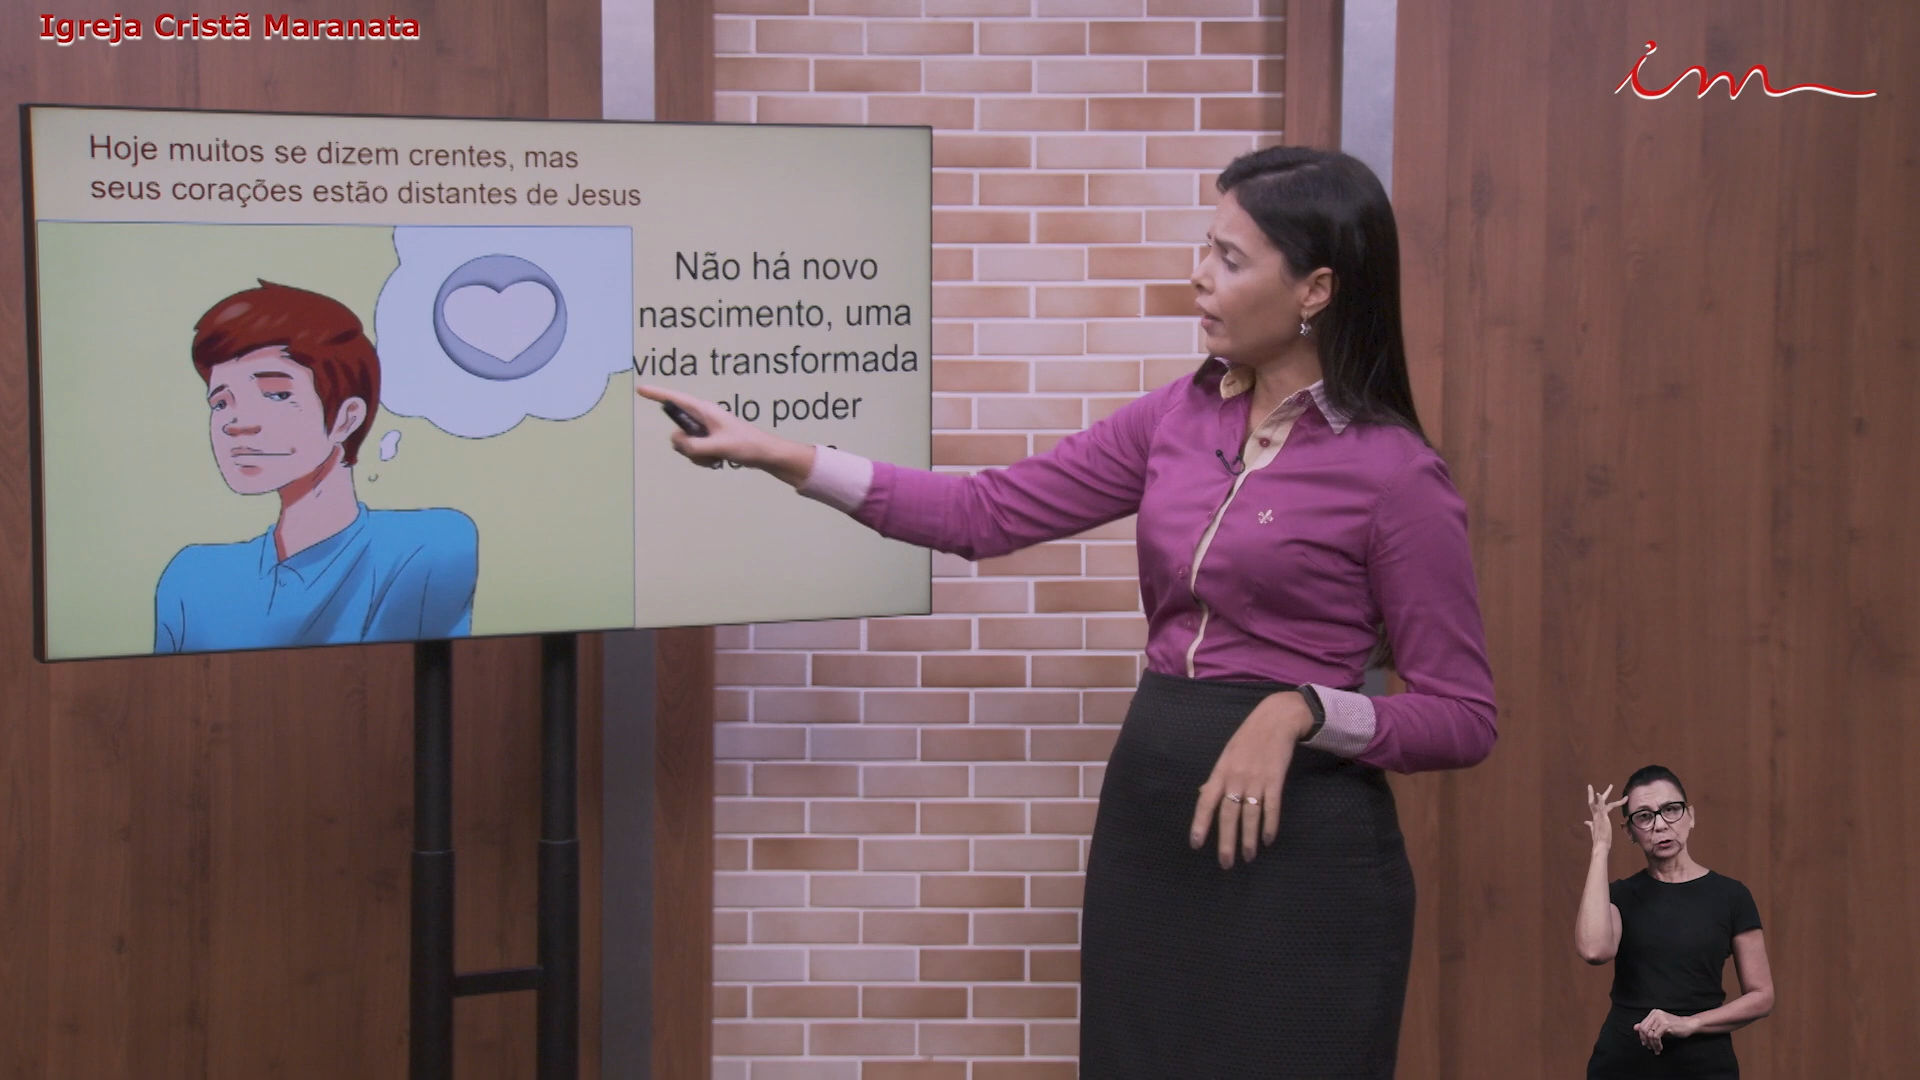 Igreja Cristã Maranata
im
Hoje muitos se dizem crentes, mas
seus corações estão distantes de Jesus
Não há novo
nascimento, uma
vida transformada
poder